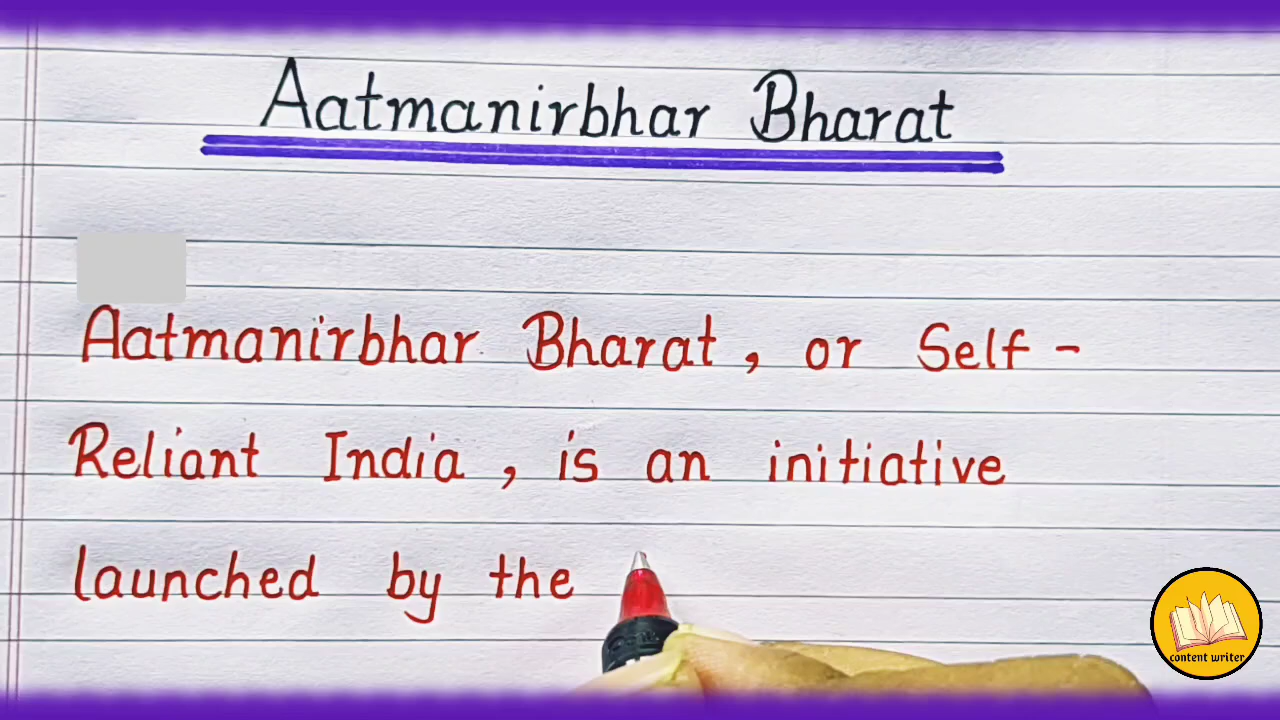 Aatmanirbhar Bharat
Aatmanirbhar Bharat, or Self-
Reliant India, is an initiative
launched by the
content writer